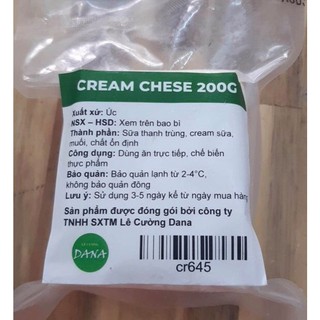 CREAM CHESE 200G
Xuất xứ: Úc
NSX – HSD: Xem trên bao bì
Thành phần: Sữa thanh trùng, cream sữa,
muối, chất ổn định
Công dụng: Dùng ăn trực tiếp, chế biến
thực phẩm
Bảo quản: Bảo quản lạnh từ 2-4°C,
không bảo quản đông
Lưu ý: Sử dụng 3-5 ngày kể từ ngày mua hàng
Sản phẩm được đóng gói bởi công ty
TNHH SXTM Lê Cường Dana
DANA
cr645